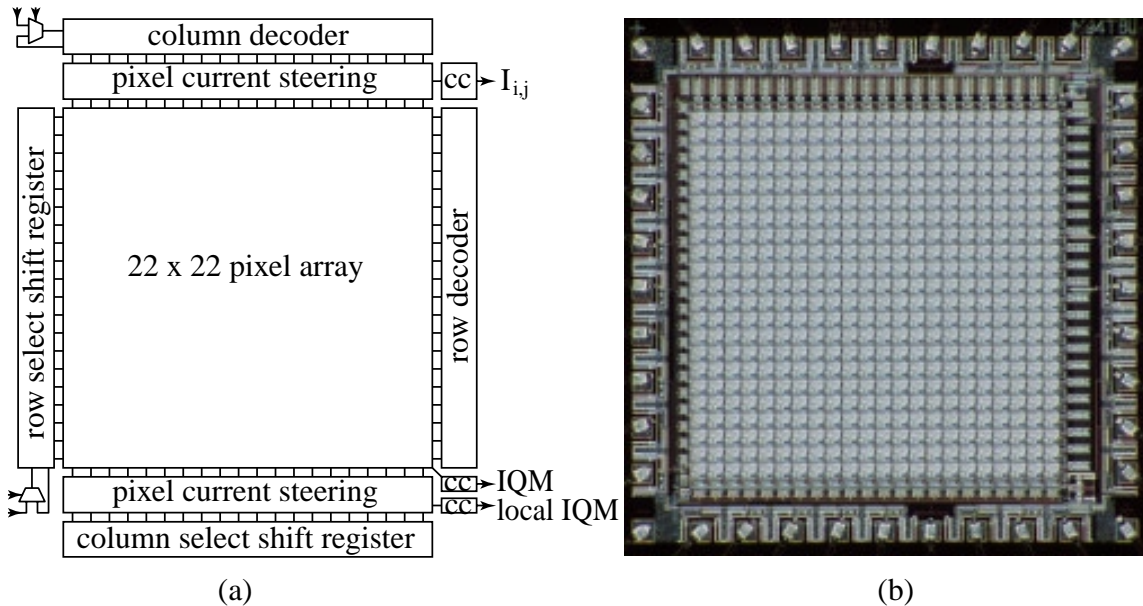 column decoder
pixel current steering
cc
I i,j
row select shift register
22 x 22 pixel array
row decoder
cc
IQM
pixel current steering
cc
local IQM
column select shift register
(a)
(b)